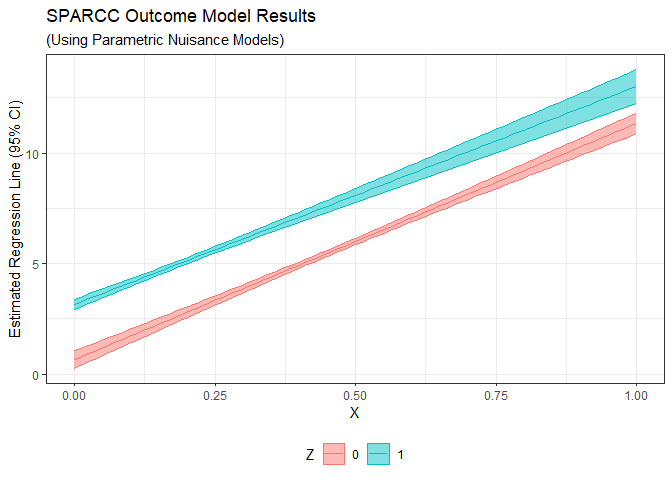 SPARCC Outcome Model Results
(Using Parametric Nuisance Models)
Estimated Regression Line (95% CI)
10
5
0
0.00 0.25 0.50 0.75 1.00
X
Z 0 1